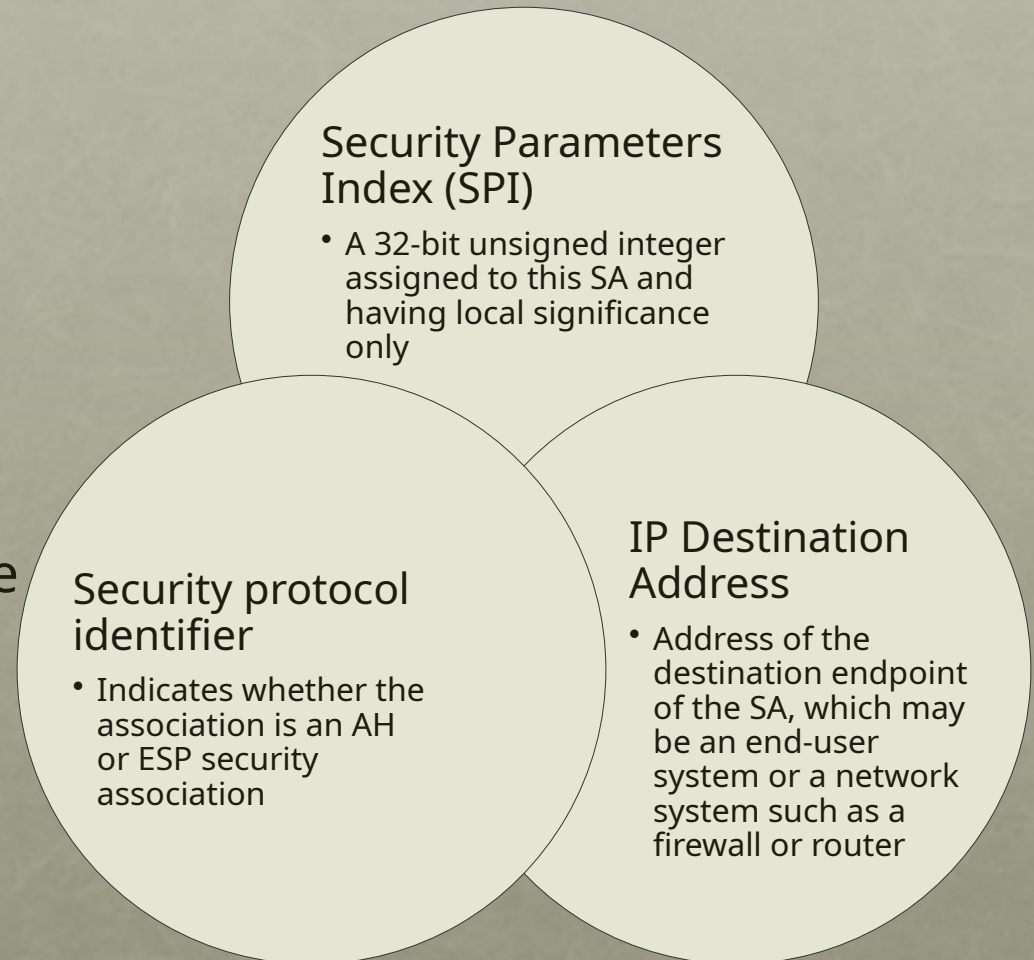 Security Parameters
Index (SPI)
• A 32-bit unsigned integer
assigned to this SA and
having local significance
only
e
Security protocol
identifier
• Indicates whether the
association is an AH
or ESP security
association
IP Destination
Address
• Address of the
destination endpoint
of the SA, which may
be an end-user
system or a network
system such as a
firewall or router